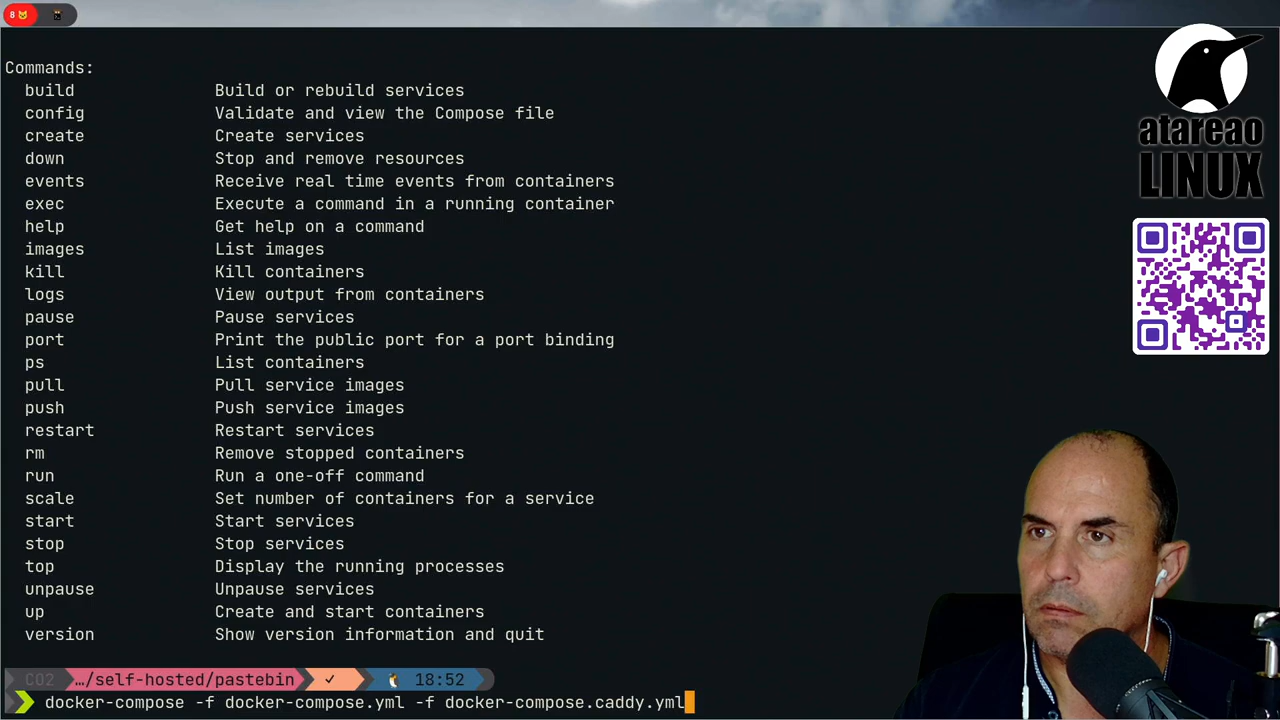 8
Commands:
build Build or rebuild services
config Validate and view the Compose file
create Create services
down Stop and remove resources
events Receive real time events from containers
exec Execute a command in a running container
help Get help on a command
images List images
kill Kill containers
logs View output from containers
pause Pause services
port Print the public port for a port binding
ps List containers
pull Pull service images
push Push service images
restart Restart services
rm Remove stopped containers
run Run a one-off command
scale Set number of containers for a service
start Start services
stop Stop services
top Display the running processes
unpause Unpause services
up Create and start containers
version Show version information and quit
CO2 …/self-hosted/pastebin ✓ 18:52
docker-compose -f docker-compose.yml -f docker-compose.caddy.yml
atareao
LINUX